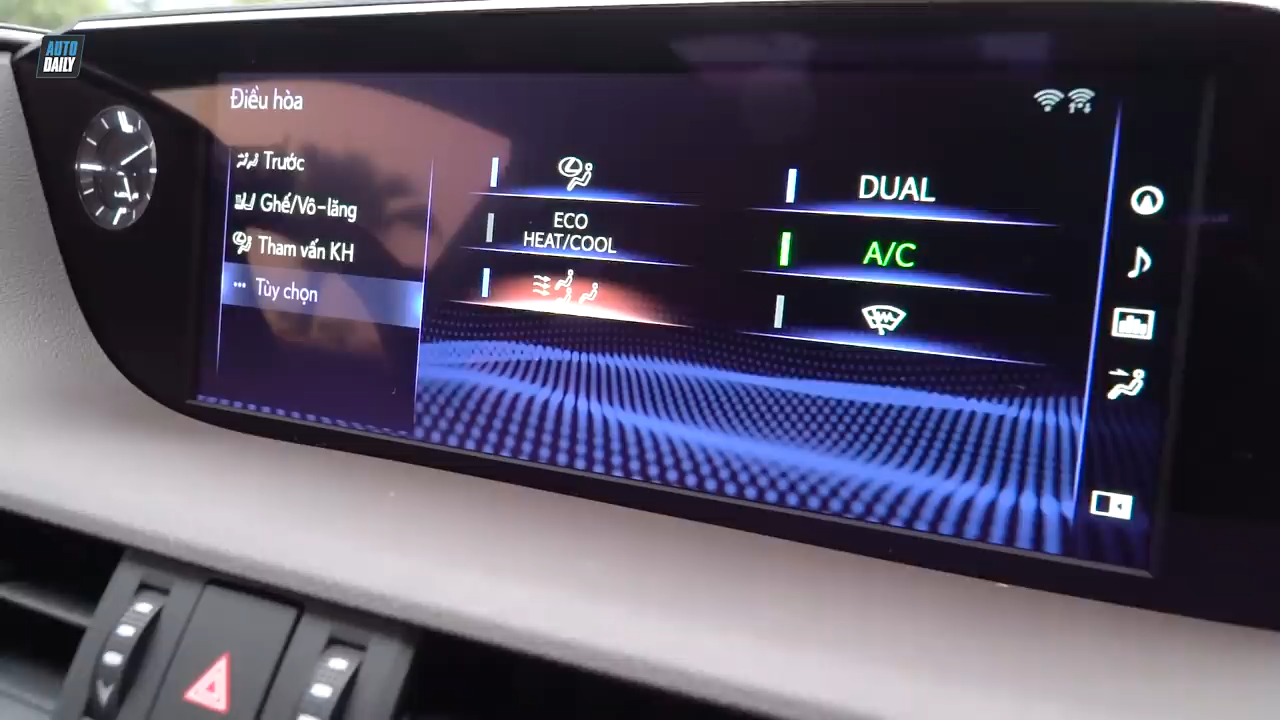 AUTO
DAILY
Điều hòa
Trước
Ghế/Vô-lăng
Tham vấn KH
Tùy chọn
ECO
HEAT/COOL
DUAL
A/C